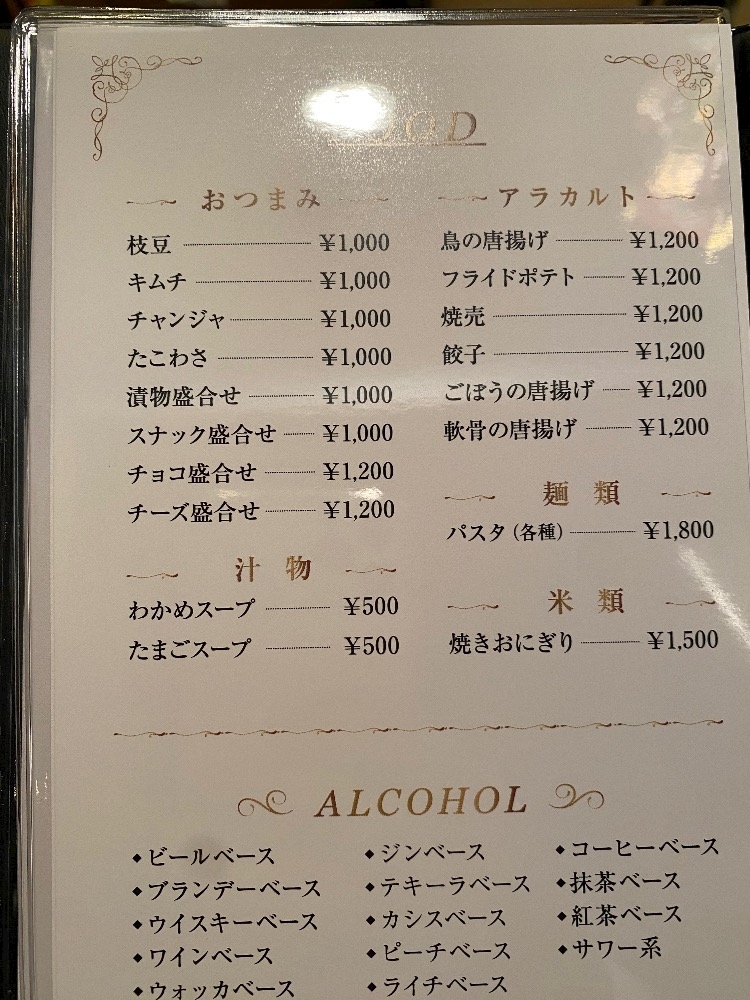 おつまみ
枝豆 ¥1,000
キムチ ¥1,000
チャンジャ ¥1,000
たこわさ ¥1,000
漬物盛合せ ¥1,000
スナック盛合せ ¥1,000
チョコ盛合せ ¥1,200
チーズ盛合せ ¥1,200
汁物
わかめスープ ¥500
たまごスープ ¥500
アラカルト
鳥の唐揚げ ¥1,200
フライドポテト ¥1,200
焼売 ¥1,200
餃子 ¥1,200
ごぼうの唐揚げ ¥1,200
軟骨の唐揚げ ¥1,200
麺類
パスタ（各種） ¥1,800
米類
焼きおにぎり ¥1,500
ALCOHOL
◆ビールベース
◆ブランデーベース
◆ウイスキーベース
◆ワインベース
◆ウォッカベース
◆ジンベース
◆テキーラベース
◆カシスベース
◆ピーチベース
◆ライチベース
◆コーヒーベース
◆抹茶ベース
◆紅茶ベース
◆サワー系